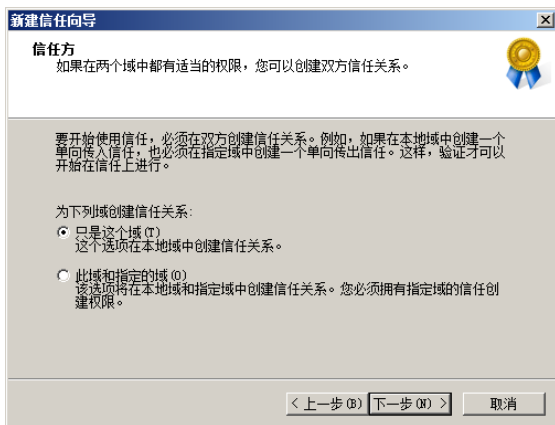 新建信任向导
信任方
如果在两个域中都有适当的权限，您可以创建双方信任关系。
要开始使用信任，必须在双方创建信任关系。例如，如果在本地域中创建一个
单向传入信任，也必须在指定域中创建一个单向传出信任。这样，验证才可以
开始在信任上进行。
为下列域创建信任关系:
只是这个域(T)
这个选项在本地域中创建信任关系。
此域和指定的域(O)
该选项将在本地域和指定域中创建信任关系。您必须拥有指定域的信任创
建权限。
< 上一步(B) 下一步(N) > 取消